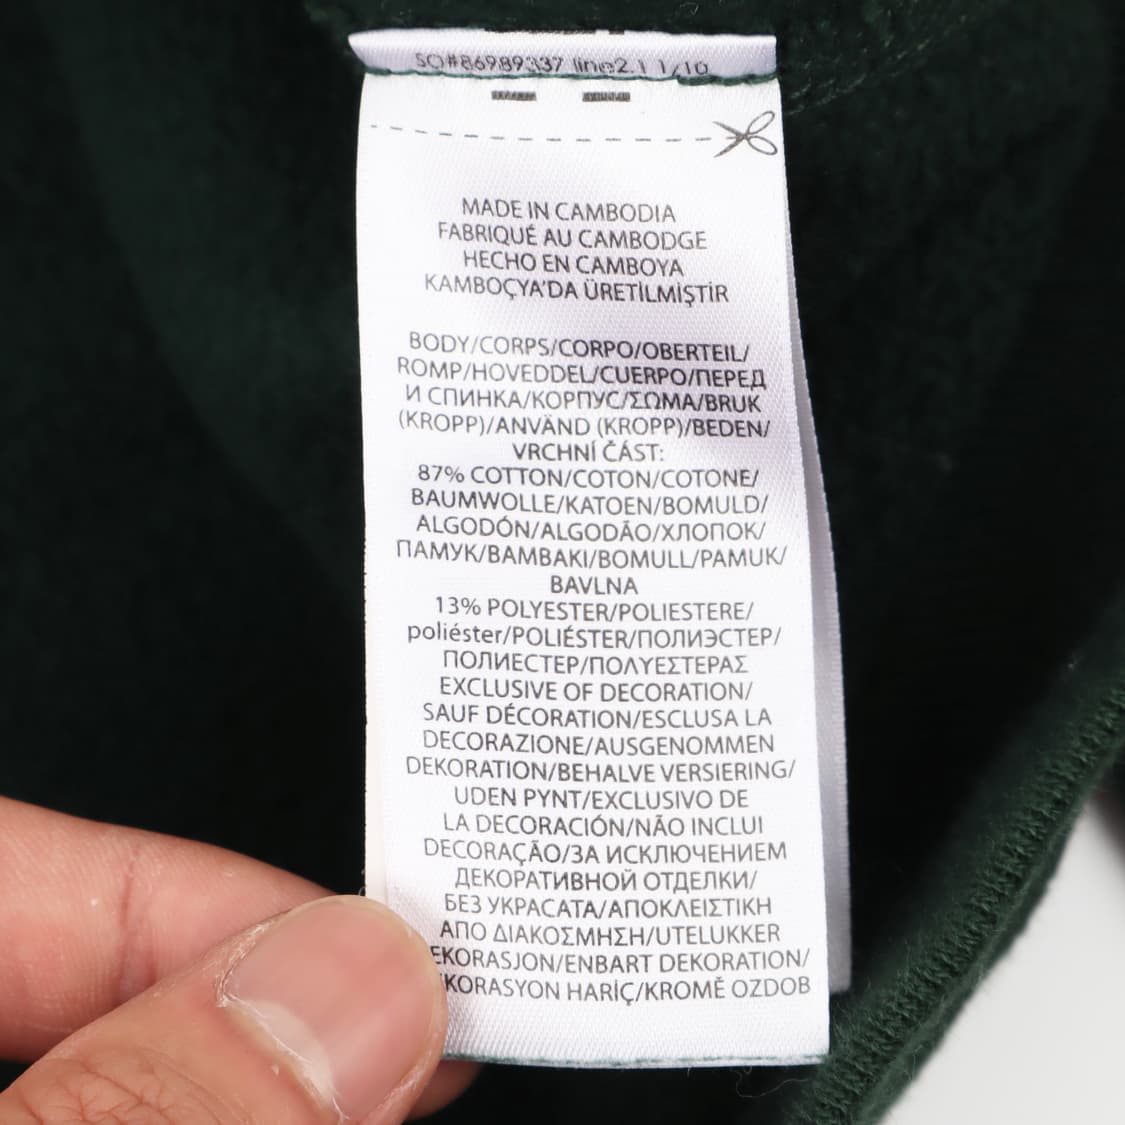 SO#86989337 line2.1 1/10
MADE IN CAMBODIA
FABRIQUÉ AU CAMBODGE
HECHO EN CAMBOYA
KAMBOÇYA'DA ÜRETİLMİŞTİR
BODY/CORPS/CORPO/OBERTEIL/
ROMP/HOVEDDEL/CUERPO/ПЕРЕД
И СПИНКА/КОРПУС/ΣΩΜΑ/BRUK
(KROPP)/ANVÄND (KROPP)/BEDEN/
VRCHNÍ ČÁST:
87% COTTON/COTON/COTONE/
BAUMWOLLE/KATOEN/BOMULD/
ALGODÓN/ALGODÃO/ХЛОПОК/
ПАМУК/ΒΑΜΒΑΚΙ/BOMULL/PAMUK/
BAVLNA
13% POLYESTER/POLIESTERE/
poliéster/POLIÉSTER/ПОЛИЭСТЕР/
ПОЛИЕСТЕР/ΠΟΛΥΕΣΤΕΡΑΣ
EXCLUSIVE OF DECORATION/
SAUF DÉCORATION/ESCLUSA LA
DECORAZIONE/AUSGENOMMEN
DEKORATION/BEHALVE VERSIERING/
UDEN PYNT/EXCLUSIVO DE
LA DECORACIÓN/NÃO INCLUI
DECORAÇÃO/ЗА ИСКЛЮЧЕНИЕМ
ДЕКОРАТИВНОЙ ОТДЕЛКИ/
БЕЗ УКРАСАТА/ΑΠΟΚΛΕΙΣΤΙΚΗ
ΑΠΟ ΔΙΑΚΟΣΜΗΣΗ/UTELUKKER
EKORASJON/ENBART DEKORATION/
KORASYON HARİÇ/KROMĚ OZDOB